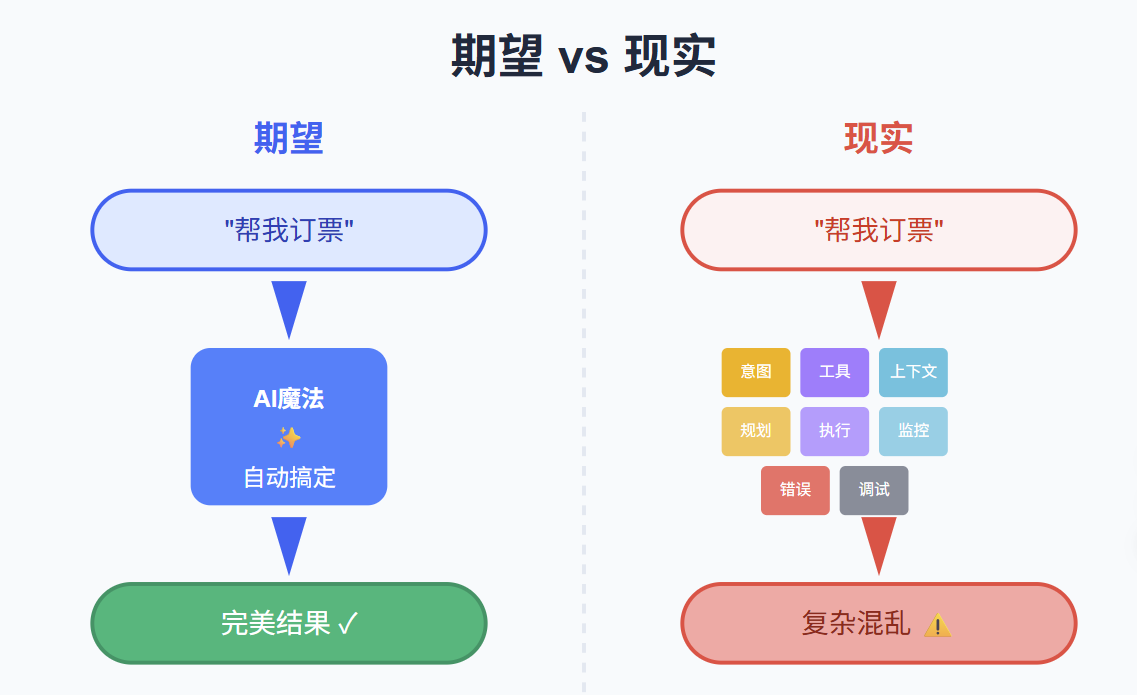 期望 vs 现实
期望
"帮我订票"
AI魔法
✨
自动搞定
完美结果 ✓
现实
"帮我订票"
意图 工具 上下文
规划 执行 监控
错误 调试
复杂混乱 ⚠️